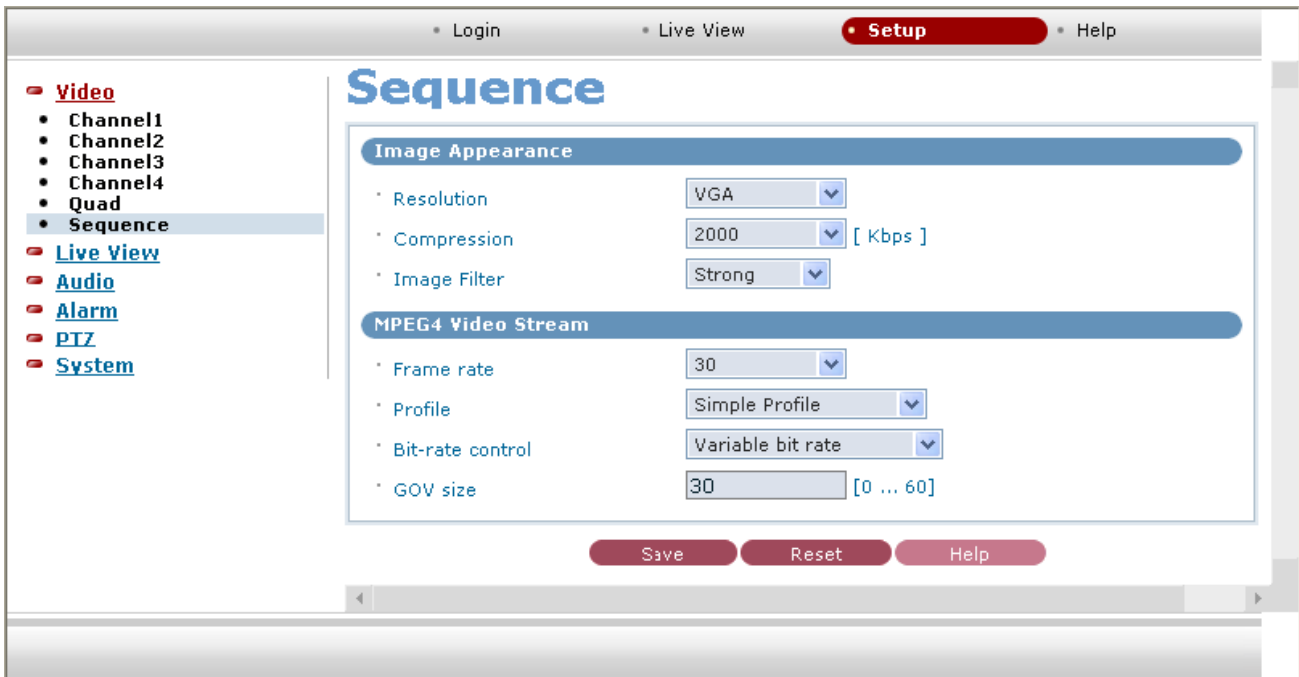 Login Live View Setup Help
Video
Channel1
Channel2
Channel3
Channel4
Quad
Sequence
Live View
Audio
Alarm
PTZ
System
Sequence
Image Appearance
Resolution VGA
Compression 2000 [ Kbps ]
Image Filter Strong
MPEG4 Video Stream
Frame rate 30
Profile Simple Profile
Bit-rate control Variable bit rate
GOV size 30 [0 ... 60]
Save Reset Help